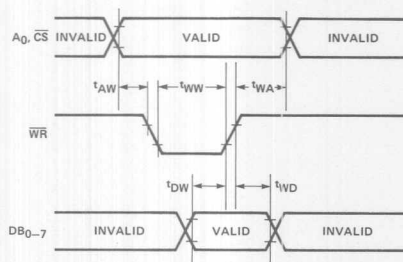 A0, CS INVALID VALID INVALID
tAW tWW tWA
WR
tDW tWD
DB0–7 INVALID VALID INVALID